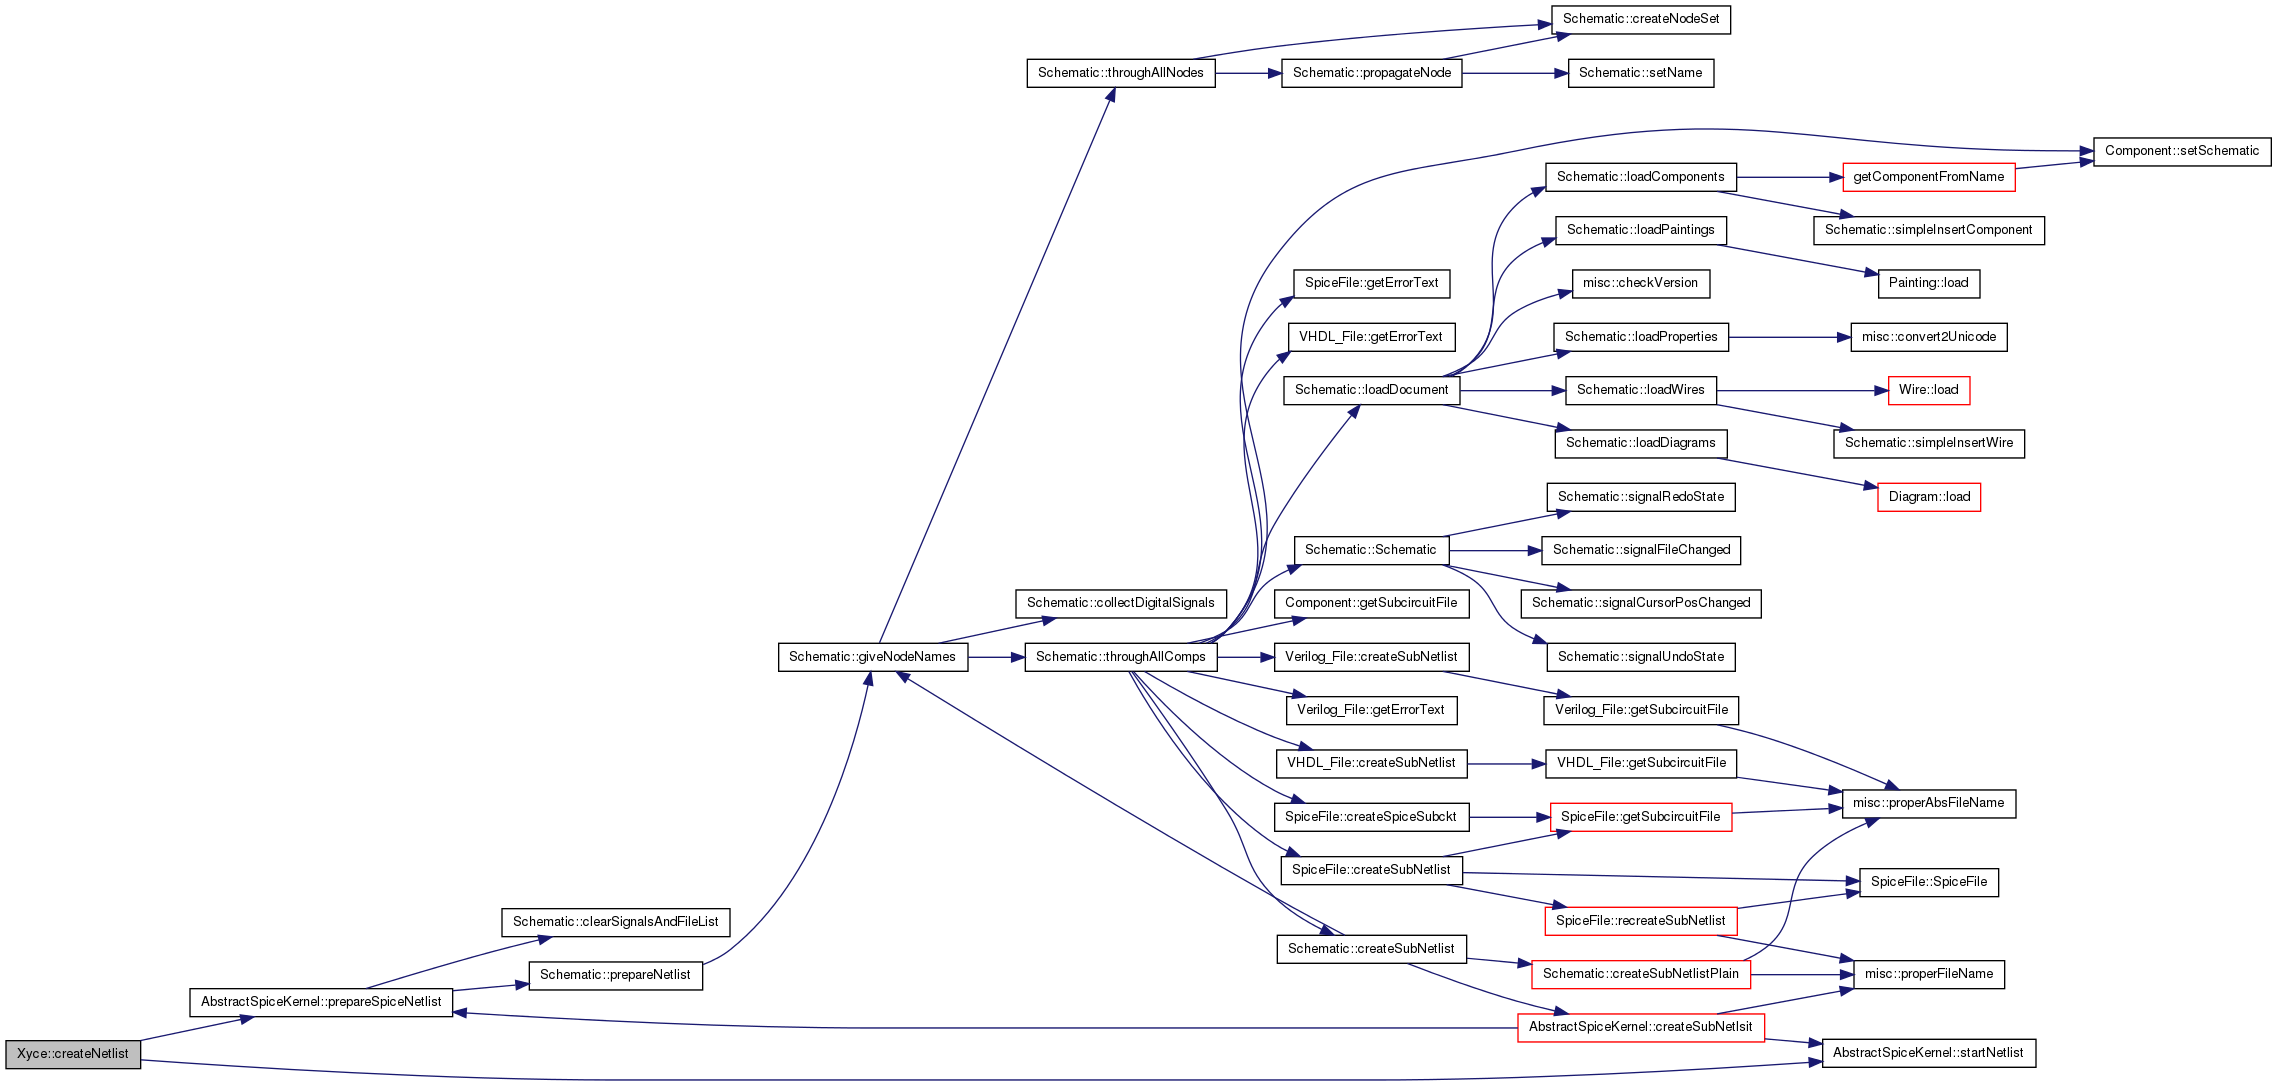 Schematic::createNodeSet
Schematic::throughAllNodes
Schematic::propagateNode
Schematic::setName
Component::setSchematic
Schematic::loadComponents
getComponentFromName
Schematic::simpleInsertComponent
Schematic::loadPaintings
SpiceFile::getErrorText
misc::checkVersion
Painting::load
VHDL_File::getErrorText
Schematic::loadProperties
misc::convert2Unicode
Schematic::loadDocument
Schematic::loadWires
Wire::load
Schematic::loadDiagrams
Schematic::simpleInsertWire
Schematic::signalRedoState
Diagram::load
Schematic::Schematic
Schematic::signalFileChanged
Schematic::collectDigitalSignals
Component::getSubcircuitFile
Schematic::signalCursorPosChanged
Schematic::giveNodeNames
Schematic::throughAllComps
Verilog_File::createSubNetlist
Schematic::signalUndoState
Verilog_File::getErrorText
Verilog_File::getSubcircuitFile
VHDL_File::createSubNetlist
VHDL_File::getSubcircuitFile
misc::properAbsFileName
SpiceFile::createSpiceSubckt
SpiceFile::getSubcircuitFile
SpiceFile::createSubNetlist
SpiceFile::SpiceFile
Schematic::clearSignalsAndFileList
SpiceFile::recreateSubNetlist
Schematic::createSubNetlist
Schematic::prepareNetlist
Schematic::createSubNetlistPlain
misc::properFileName
AbstractSpiceKernel::prepareSpiceNetlist
AbstractSpiceKernel::createSubNetlsit
Xyce::createNetlist
AbstractSpiceKernel::startNetlist